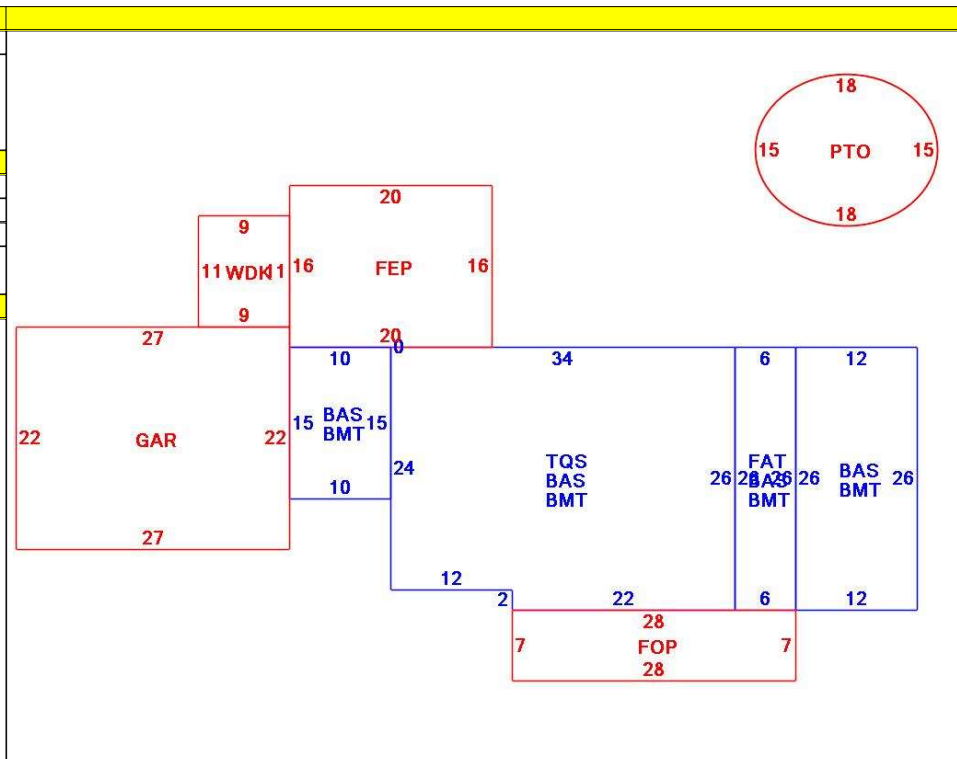 18
15 PTO 15
18
20
9
11 WDK 11
16 FEP 16
9
20
27
0
10
34
6
12
22 GAR 22
15 BAS 15
BMT
24
TQS
BAS
BMT
26
26 FAT 26
BAS
BMT
26 BAS 26
BMT
10
27
12
2
22
6
12
28
7 FOP 7
28